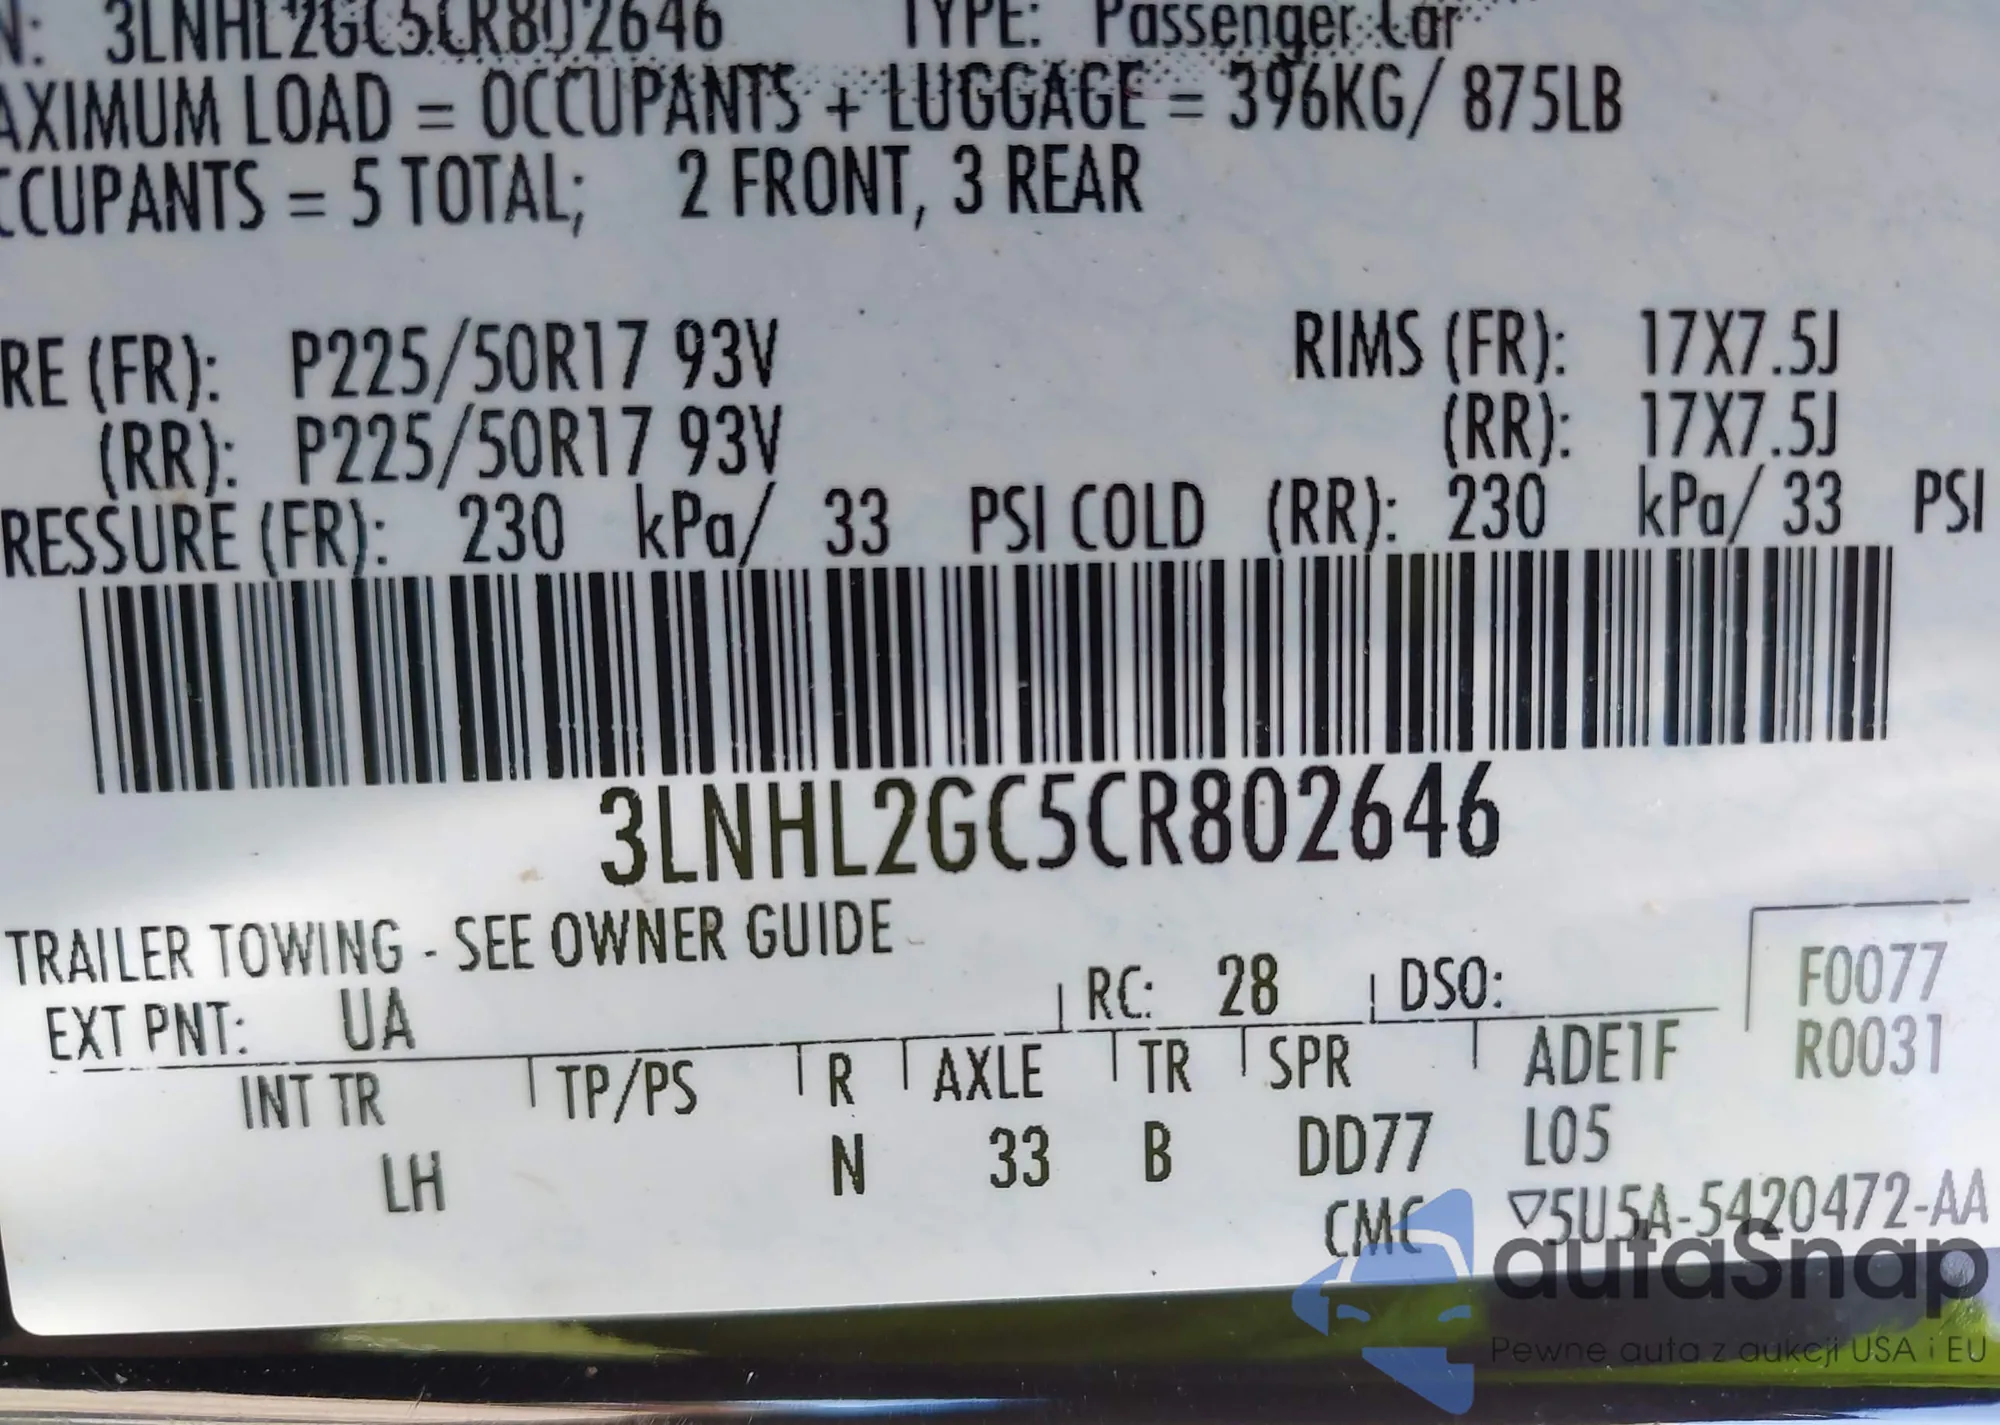 N: 3LNHL2GC5CR802646 TYPE: Passenger Car
AXIMUM LOAD = OCCUPANTS + LUGGAGE = 396KG/ 875LB
CCUPANTS = 5 TOTAL; 2 FRONT, 3 REAR
RE (FR): P225/50R17 93V RIMS (FR): 17X7.5J
(RR): P225/50R17 93V (RR): 17X7.5J
RESSURE (FR): 230 kPa/ 33 PSI COLD (RR): 230 kPa/ 33 PSI
3LNHL2GC5CR802646
TRAILER TOWING - SEE OWNER GUIDE
EXT PNT: UA RC: 28 DSO: F0077
INT TR TP/PS R AXLE TR SPR ADE1F R0031
LH N 33 B DD77 L05
CMC ▽5U5A-5420472-AA
autaSnap
Pewne auta z aukcji USA i EU